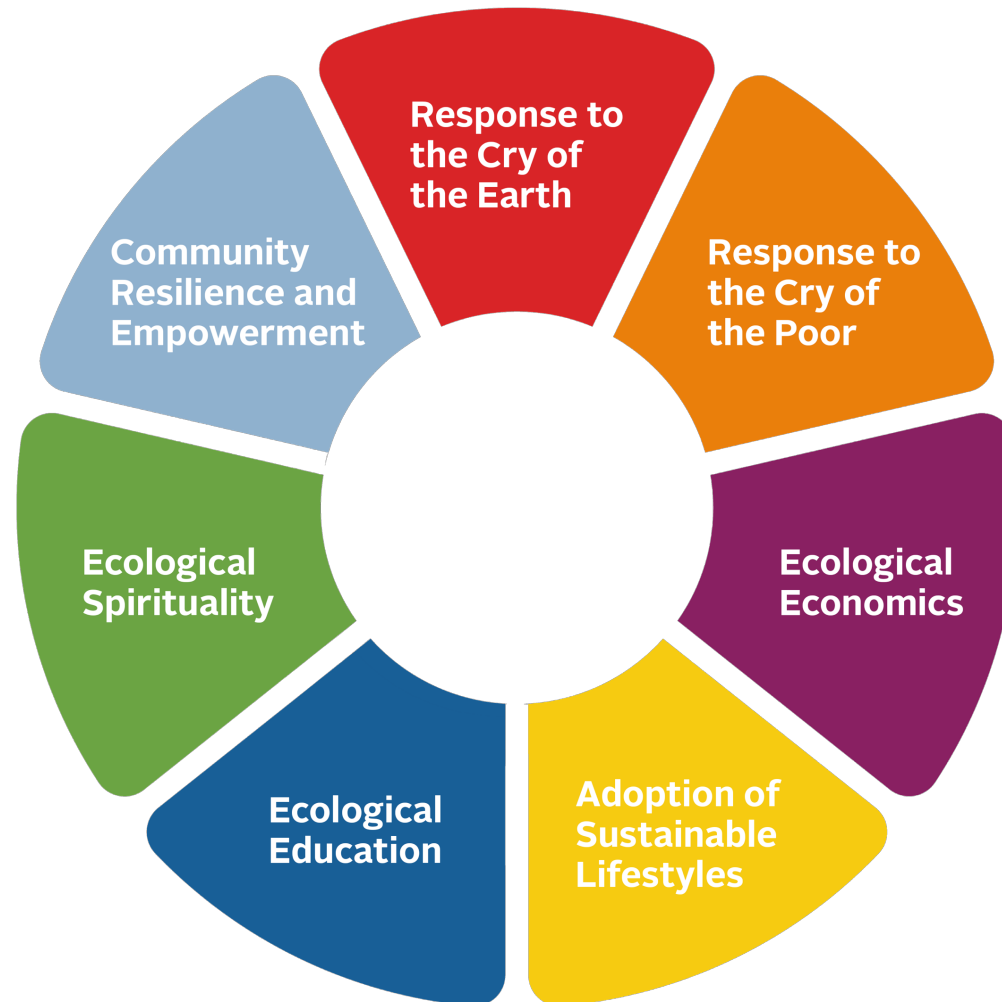 Response to
the Cry of
the Earth
Response to
the Cry of
the Poor
Ecological
Economics
Adoption of
Sustainable
Lifestyles
Ecological
Education
Ecological
Spirituality
Community
Resilience and
Empowerment